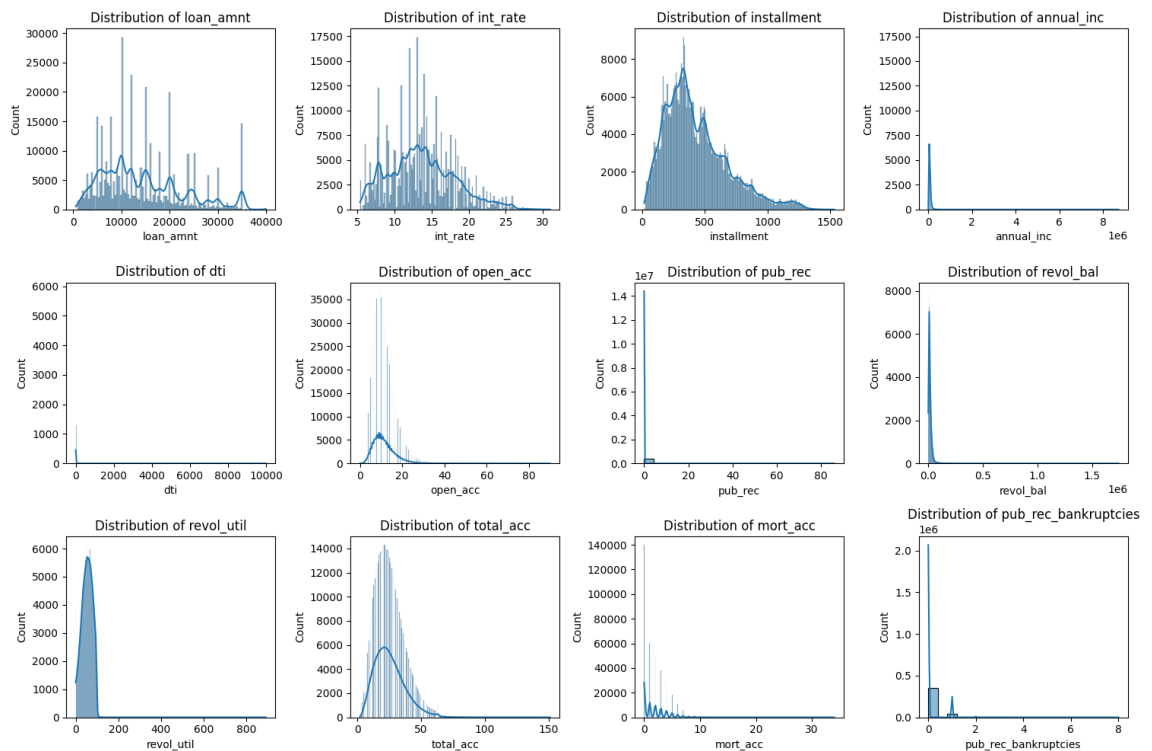 Distribution of loan_amnt
30000
25000
20000
15000
10000
5000
0
Count
0 10000 20000 30000 40000
loan_amnt
Distribution of int_rate
17500
15000
12500
10000
7500
5000
2500
0
Count
5 10 15 20 25 30
int_rate
Distribution of installment
8000
6000
4000
2000
0
Count
0 500 1000 1500
installment
Distribution of annual_inc
17500
15000
12500
10000
7500
5000
2500
0
Count
0 2 4 6 8
1e6
annual_inc
Distribution of dti
6000
5000
4000
3000
2000
1000
0
Count
0 2000 4000 6000 8000 10000
dti
Distribution of open_acc
35000
30000
25000
20000
15000
10000
5000
0
Count
0 20 40 60 80
open_acc
Distribution of pub_rec
1e7
1.4
1.2
1.0
0.8
0.6
0.4
0.2
0.0
Count
0 20 40 60 80
pub_rec
Distribution of revol_bal
8000
6000
4000
2000
0
Count
0.0 0.5 1.0 1.5
1e6
revol_bal
Distribution of revol_util
6000
5000
4000
3000
2000
1000
0
Count
0 200 400 600 800
revol_util
Distribution of total_acc
14000
12000
10000
8000
6000
4000
2000
0
Count
0 50 100 150
total_acc
Distribution of mort_acc
140000
120000
100000
80000
60000
40000
20000
0
Count
0 10 20 30
mort_acc
Distribution of pub_rec_bankruptcies
1e6
2.0
1.5
1.0
0.5
0.0
Count
0 2 4 6 8
pub_rec_bankruptcies